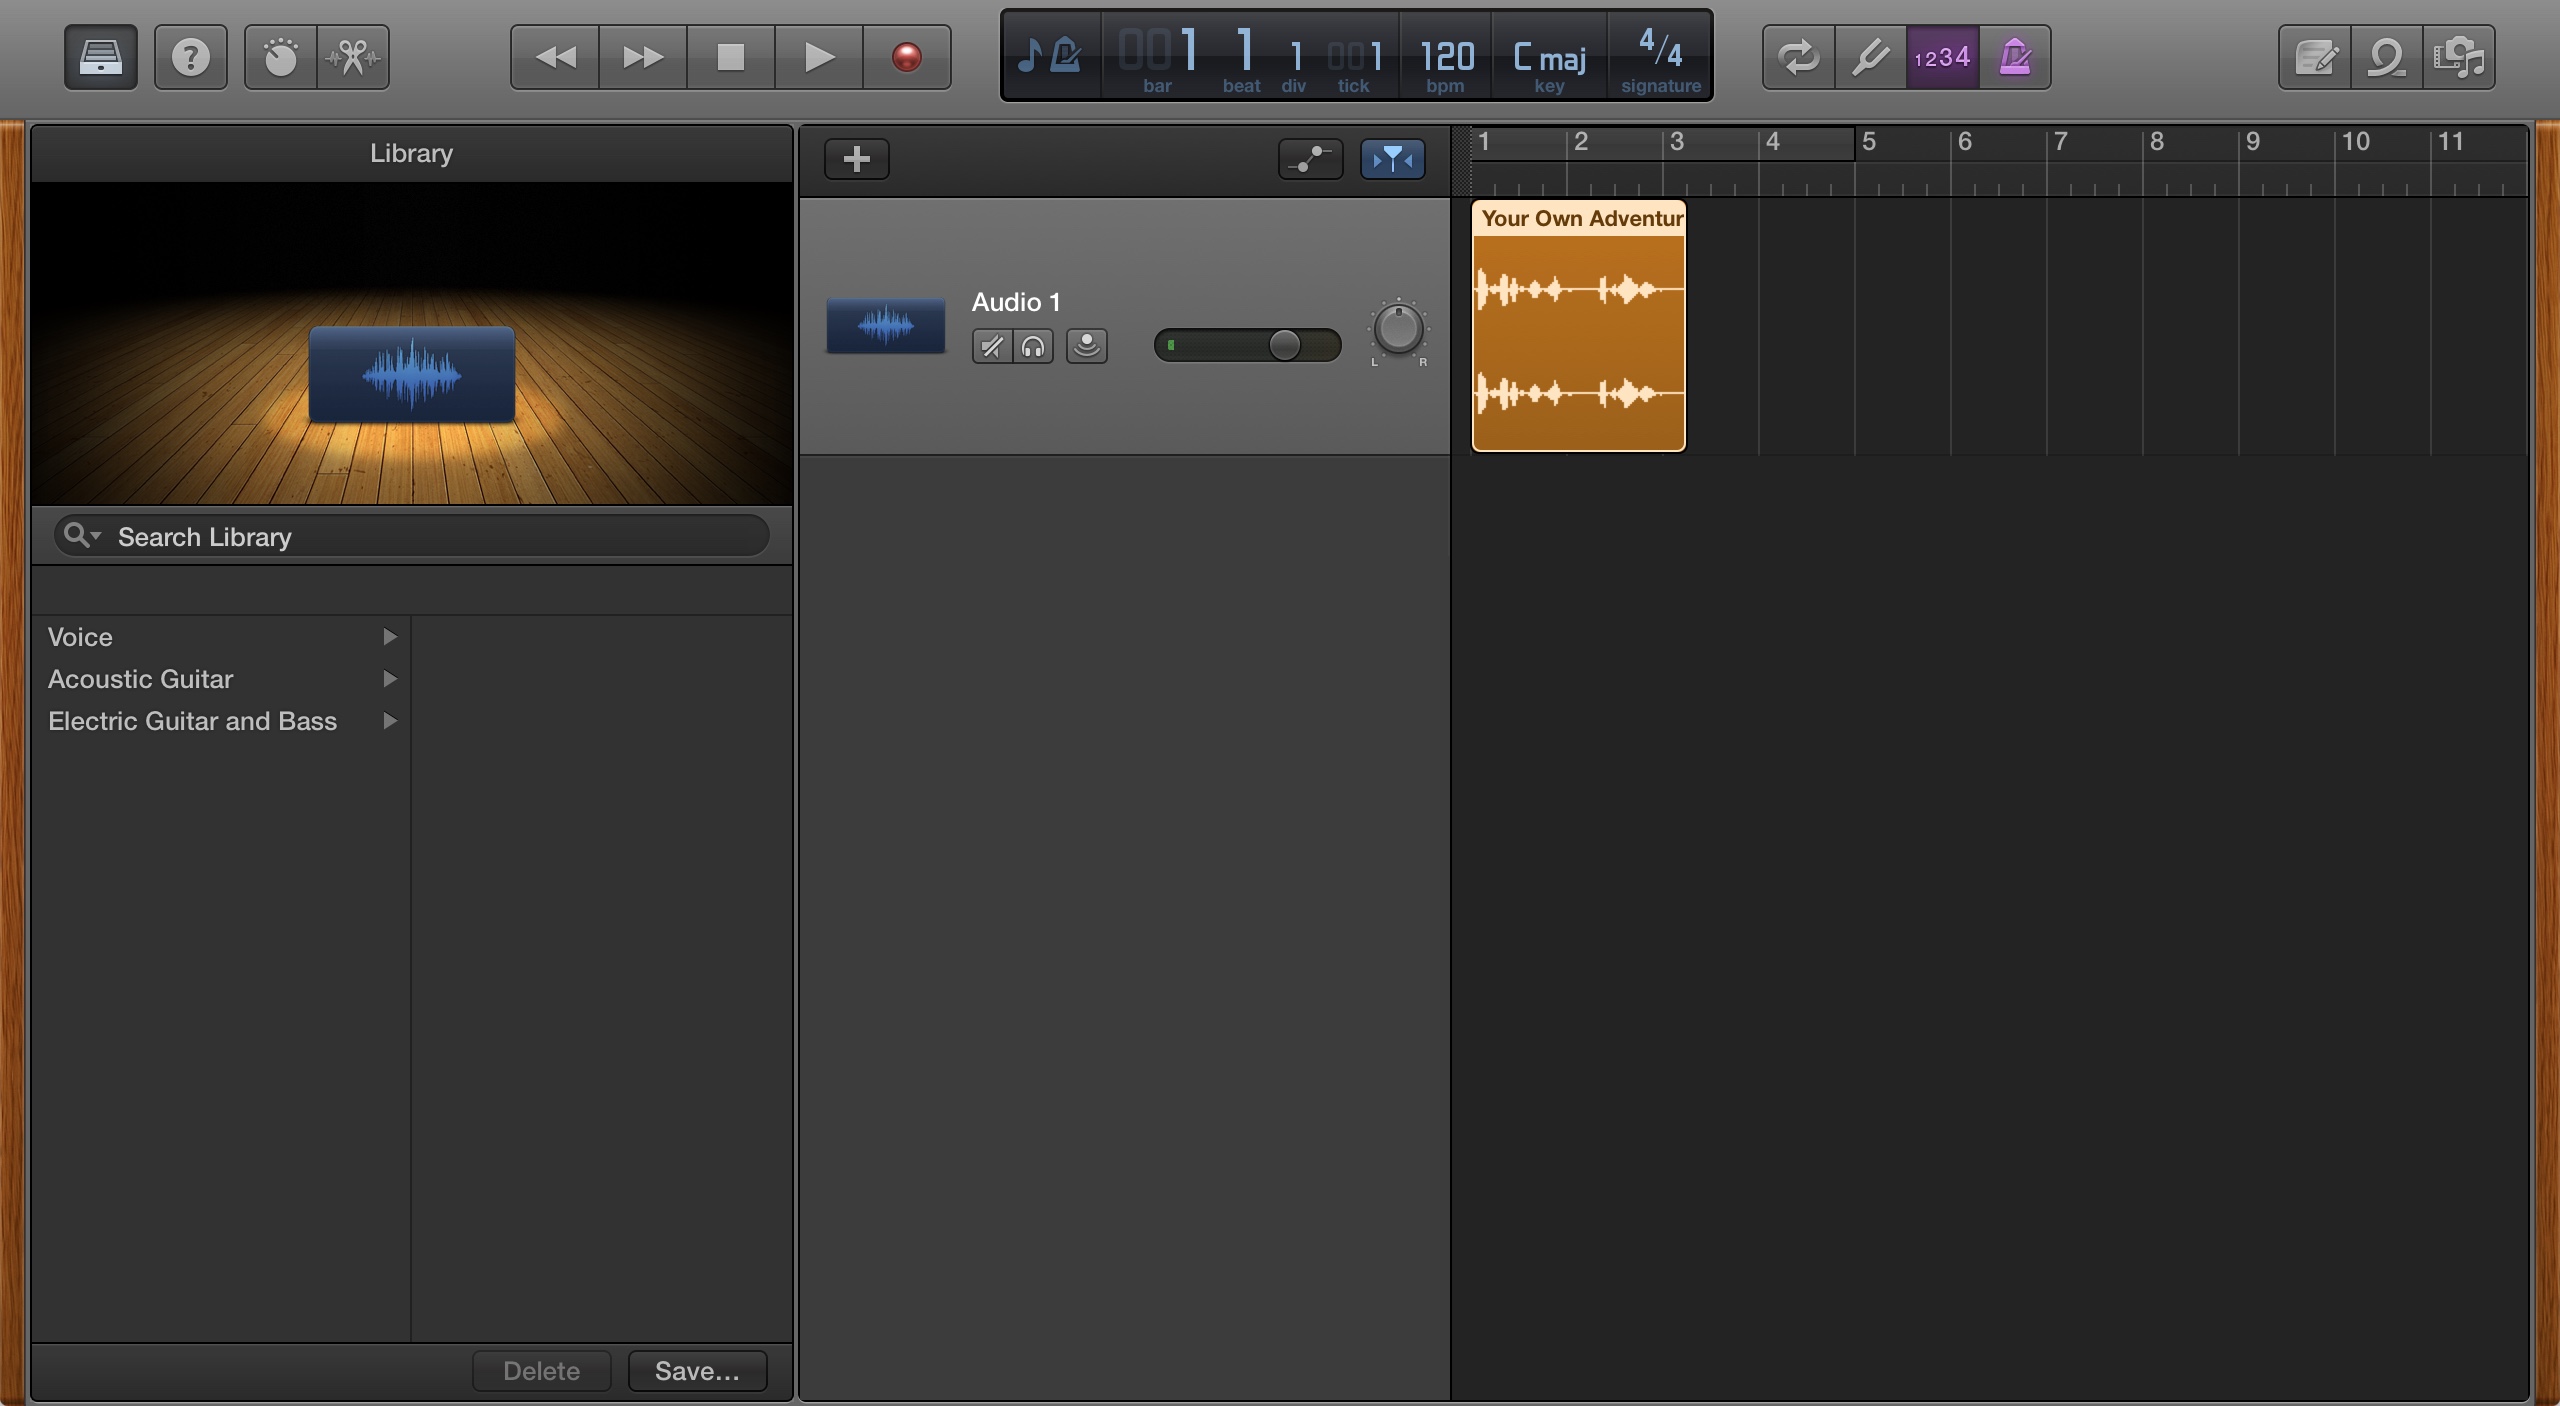 001 1 1 001 120 C maj 4/4
bar beat div tick bpm key signature
1234
Library
1 2 3 4 5 6 7 8 9 10 11
Your Own Adventur
Audio 1
L R
Search Library
Voice
Acoustic Guitar
Electric Guitar and Bass
Delete Save...